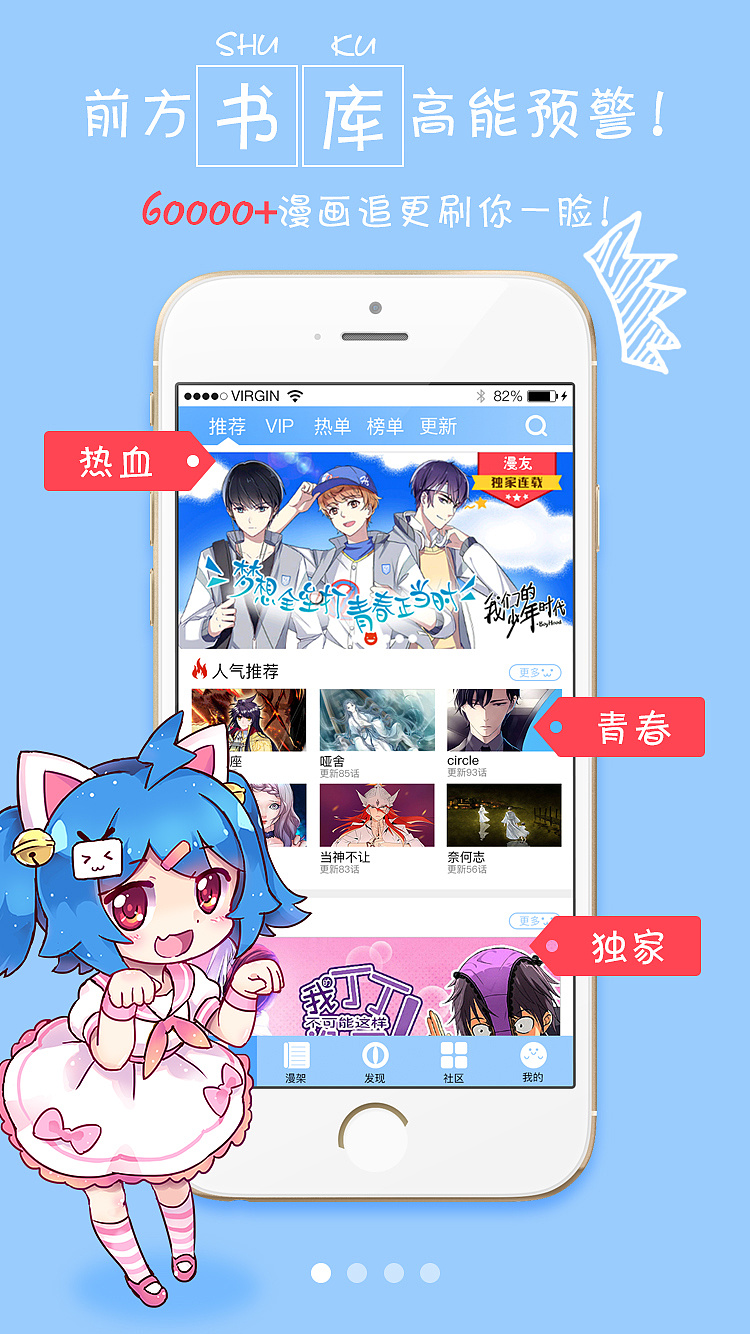 SHU KU
前方书库高能预警!
60000+漫画追更刷你一脸!
VIRGIN 82%
推荐 VIP 热单 榜单 更新
热血
漫友
独家连载
梦想全垒打 青春正当时
我们的少年时代
BoyHood
人气推荐 更多
青春
座 哑舍 circle
更新85话 更新93话
当神不让 奈何志
更新83话 更新56话
更多
独家
我的丁丁
不可能这样
漫架 发现 社区 我的